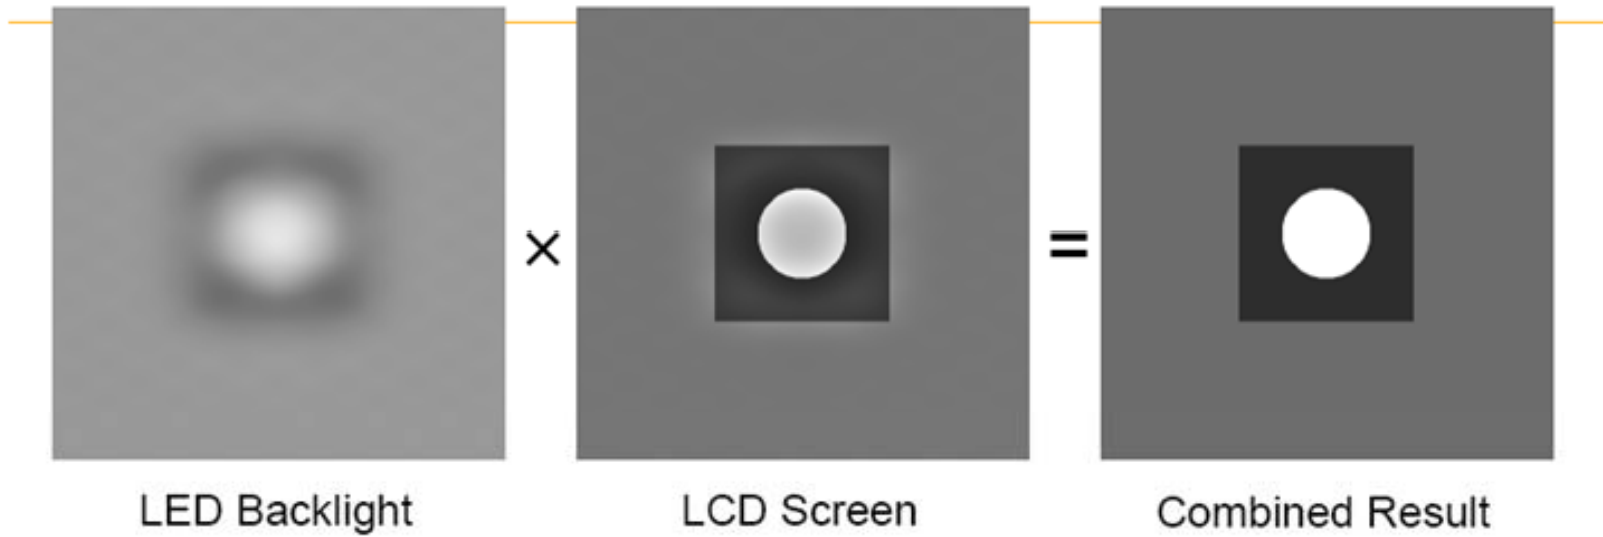 × =
LED Backlight LCD Screen Combined Result